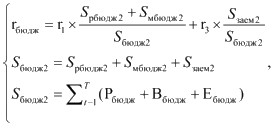 r_бюдж = r_1 × (S_рбюдж2 + S_мбюдж2) / S_бюдж2 + r_3 × S_заем2 / S_бюдж2
S_бюдж2 = S_рбюдж2 + S_мбюдж2 + S_заем2 ,
S_бюдж2 = ∑_{t−1}^{T} (Р_бюдж + В_бюдж + Е_бюдж)